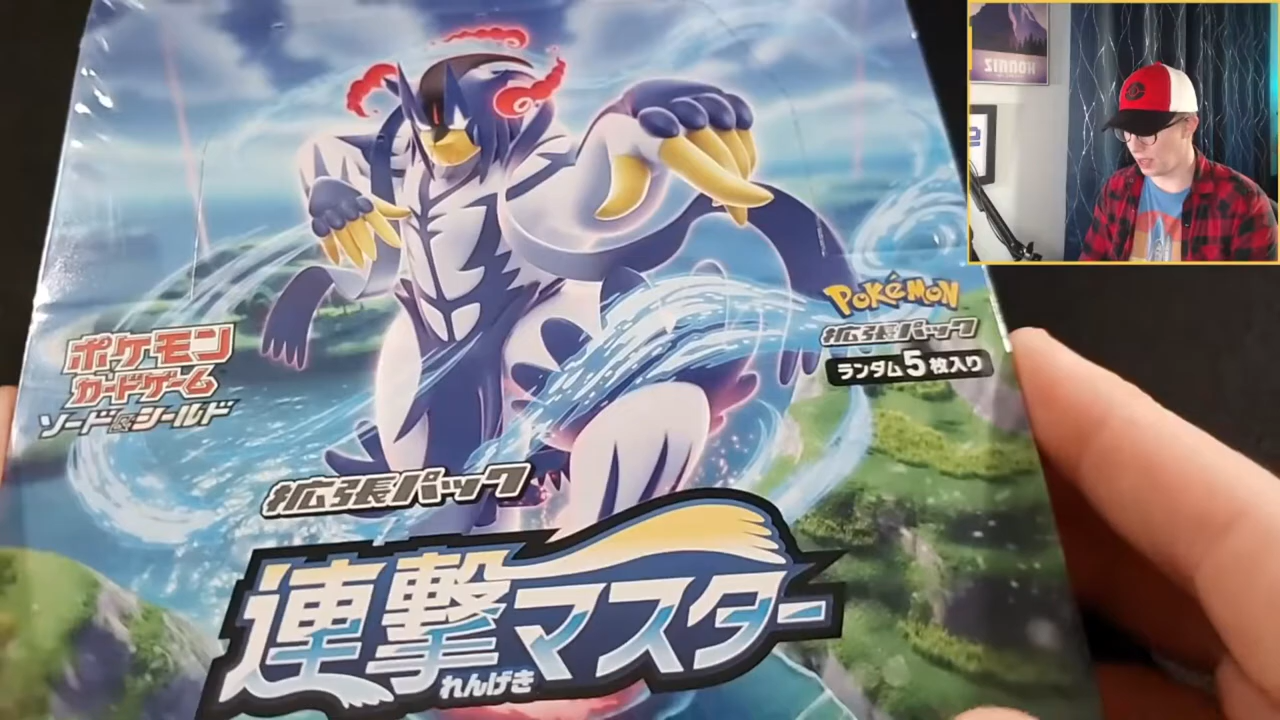 SINNOH
POKéMON
拡張パック
ランダム5枚入り
ポケモン
カードゲーム
ソード&シールド
拡張パック
連撃マスター
れんげき